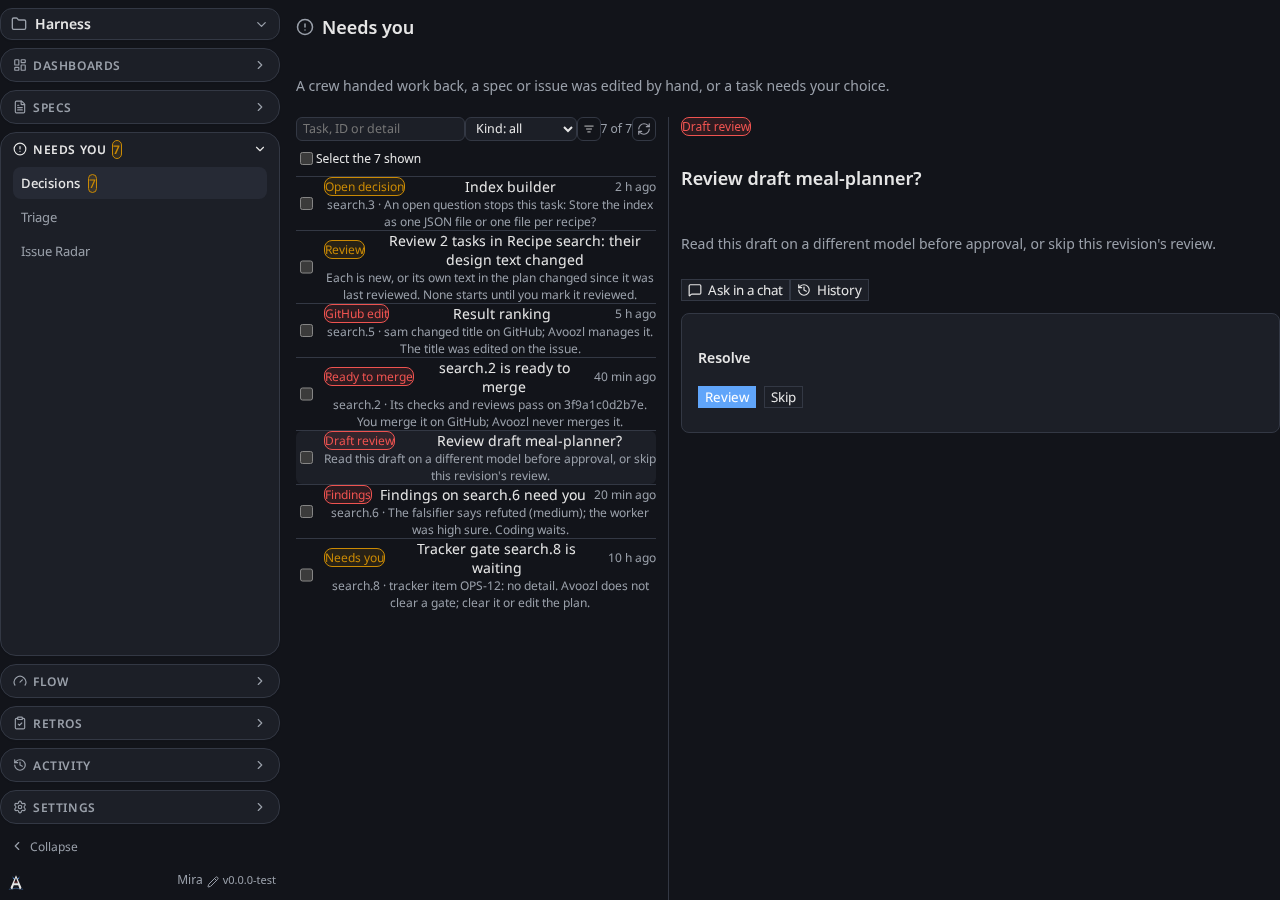 Harness
DASHBOARDS
SPECS
NEEDS YOU 7
Decisions 7
Triage
Issue Radar
FLOW
RETROS
ACTIVITY
SETTINGS
Collapse
A Mira v0.0.0-test
Needs you
A crew handed work back, a spec or issue was edited by hand, or a task needs your choice.
Task, ID or detail Kind: all 7 of 7
Select the 7 shown
Open decision Index builder 2 h ago
search.3 · An open question stops this task: Store the index
as one JSON file or one file per recipe?
Review Review 2 tasks in Recipe search: their
design text changed
Each is new, or its own text in the plan changed since it was
last reviewed. None starts until you mark it reviewed.
GitHub edit Result ranking 5 h ago
search.5 · sam changed title on GitHub; Avoozl manages it.
The title was edited on the issue.
Ready to merge search.2 is ready to
merge 40 min ago
search.2 · Its checks and reviews pass on 3f9a1c0d2b7e.
You merge it on GitHub; Avoozl never merges it.
Draft review Review draft meal-planner?
Read this draft on a different model before approval, or skip
this revision's review.
Findings Findings on search.6 need you 20 min ago
search.6 · The falsifier says refuted (medium); the worker
was high sure. Coding waits.
Needs you Tracker gate search.8 is
waiting 10 h ago
search.8 · tracker item OPS-12: no detail. Avoozl does not
clear a gate; clear it or edit the plan.
Draft review
Review draft meal-planner?
Read this draft on a different model before approval, or skip this revision's review.
Ask in a chat History
Resolve
Review Skip